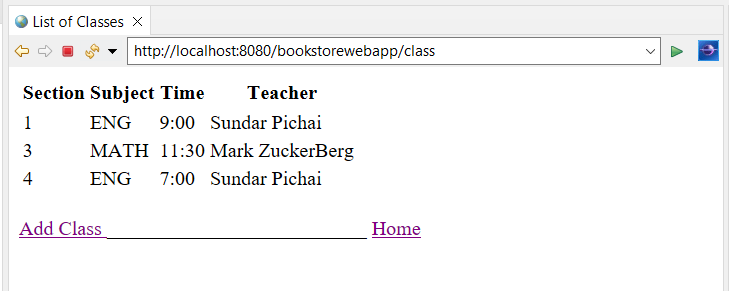 List of Classes
http://localhost:8080/bookstorewebapp/class
Section Subject Time Teacher
1 ENG 9:00 Sundar Pichai
3 MATH 11:30 Mark ZuckerBerg
4 ENG 7:00 Sundar Pichai
Add Class __________________________ Home